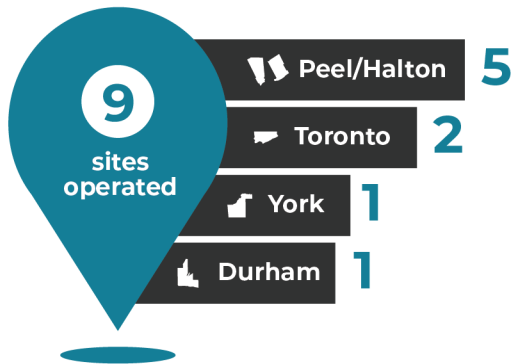 9
sites
operated
Peel/Halton 5
Toronto 2
York 1
Durham 1